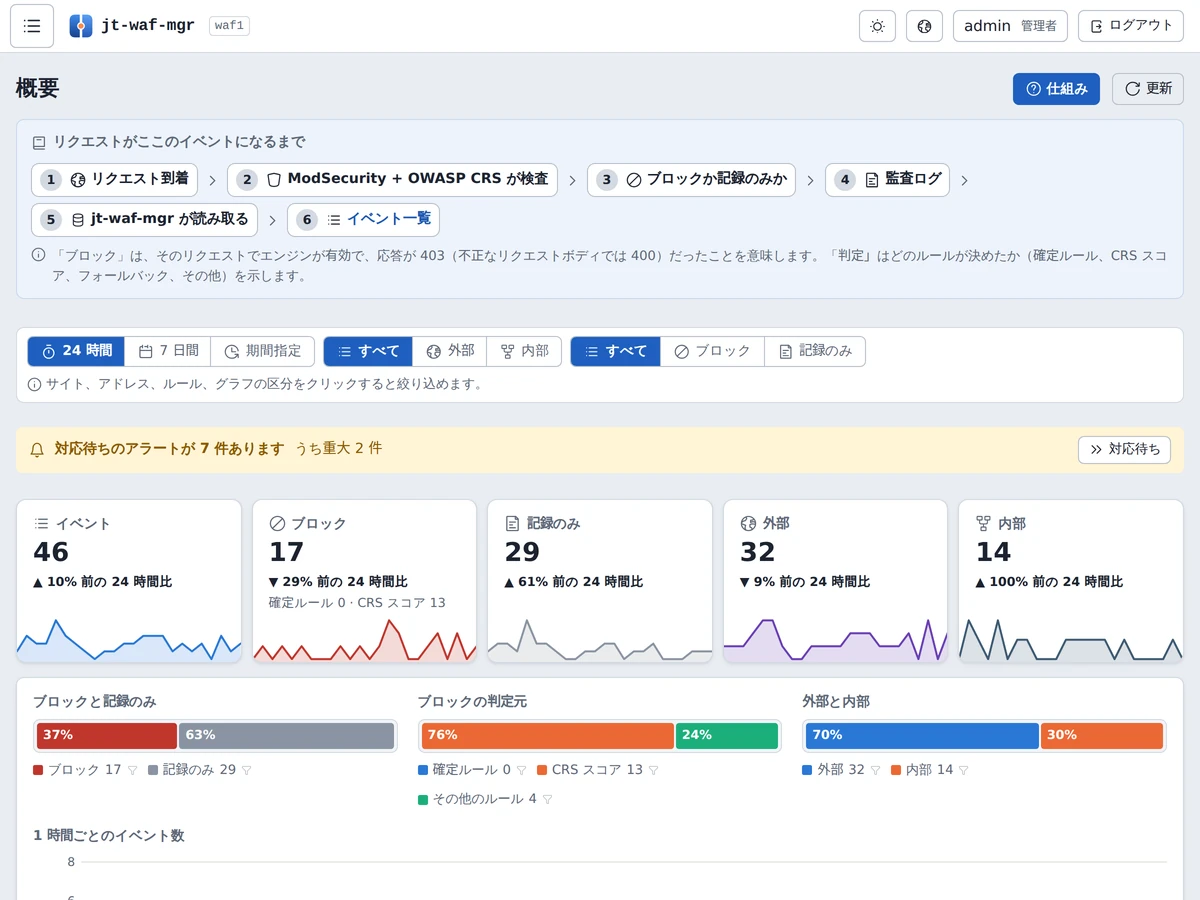 jt-waf-mgr waf1 admin 管理者 ログアウト
概要 仕組み 更新
リクエストがここのイベントになるまで
1 リクエスト到着 2 ModSecurity + OWASP CRS が検査 3 ブロックか記録のみか 4 監査ログ
5 jt-waf-mgr が読み取る 6 イベント一覧
「ブロック」は、そのリクエストでエンジンが有効で、応答が 403（不正なリクエストボディでは 400）だったことを意味します。「判定」はどのルールが決めたか（確定ルール、CRS スコ
ア、フォールバック、その他）を示します。
24 時間 7 日間 期間指定 すべて 外部 内部 すべて ブロック 記録のみ
サイト、アドレス、ルール、グラフの区分をクリックすると絞り込めます。
対応待ちのアラートが 7 件あります うち重大 2 件 対応待ち
イベント
46
▲ 10% 前の 24 時間比
ブロック
17
▼ 29% 前の 24 時間比
確定ルール 0 · CRS スコア 13
記録のみ
29
▲ 61% 前の 24 時間比
外部
32
▼ 9% 前の 24 時間比
内部
14
▲ 100% 前の 24 時間比
ブロックと記録のみ
37% 63%
ブロック 17 記録のみ 29
ブロックの判定元
76% 24%
確定ルール 0 CRS スコア 13
その他のルール 4
外部と内部
70% 30%
外部 32 内部 14
1 時間ごとのイベント数
8
6